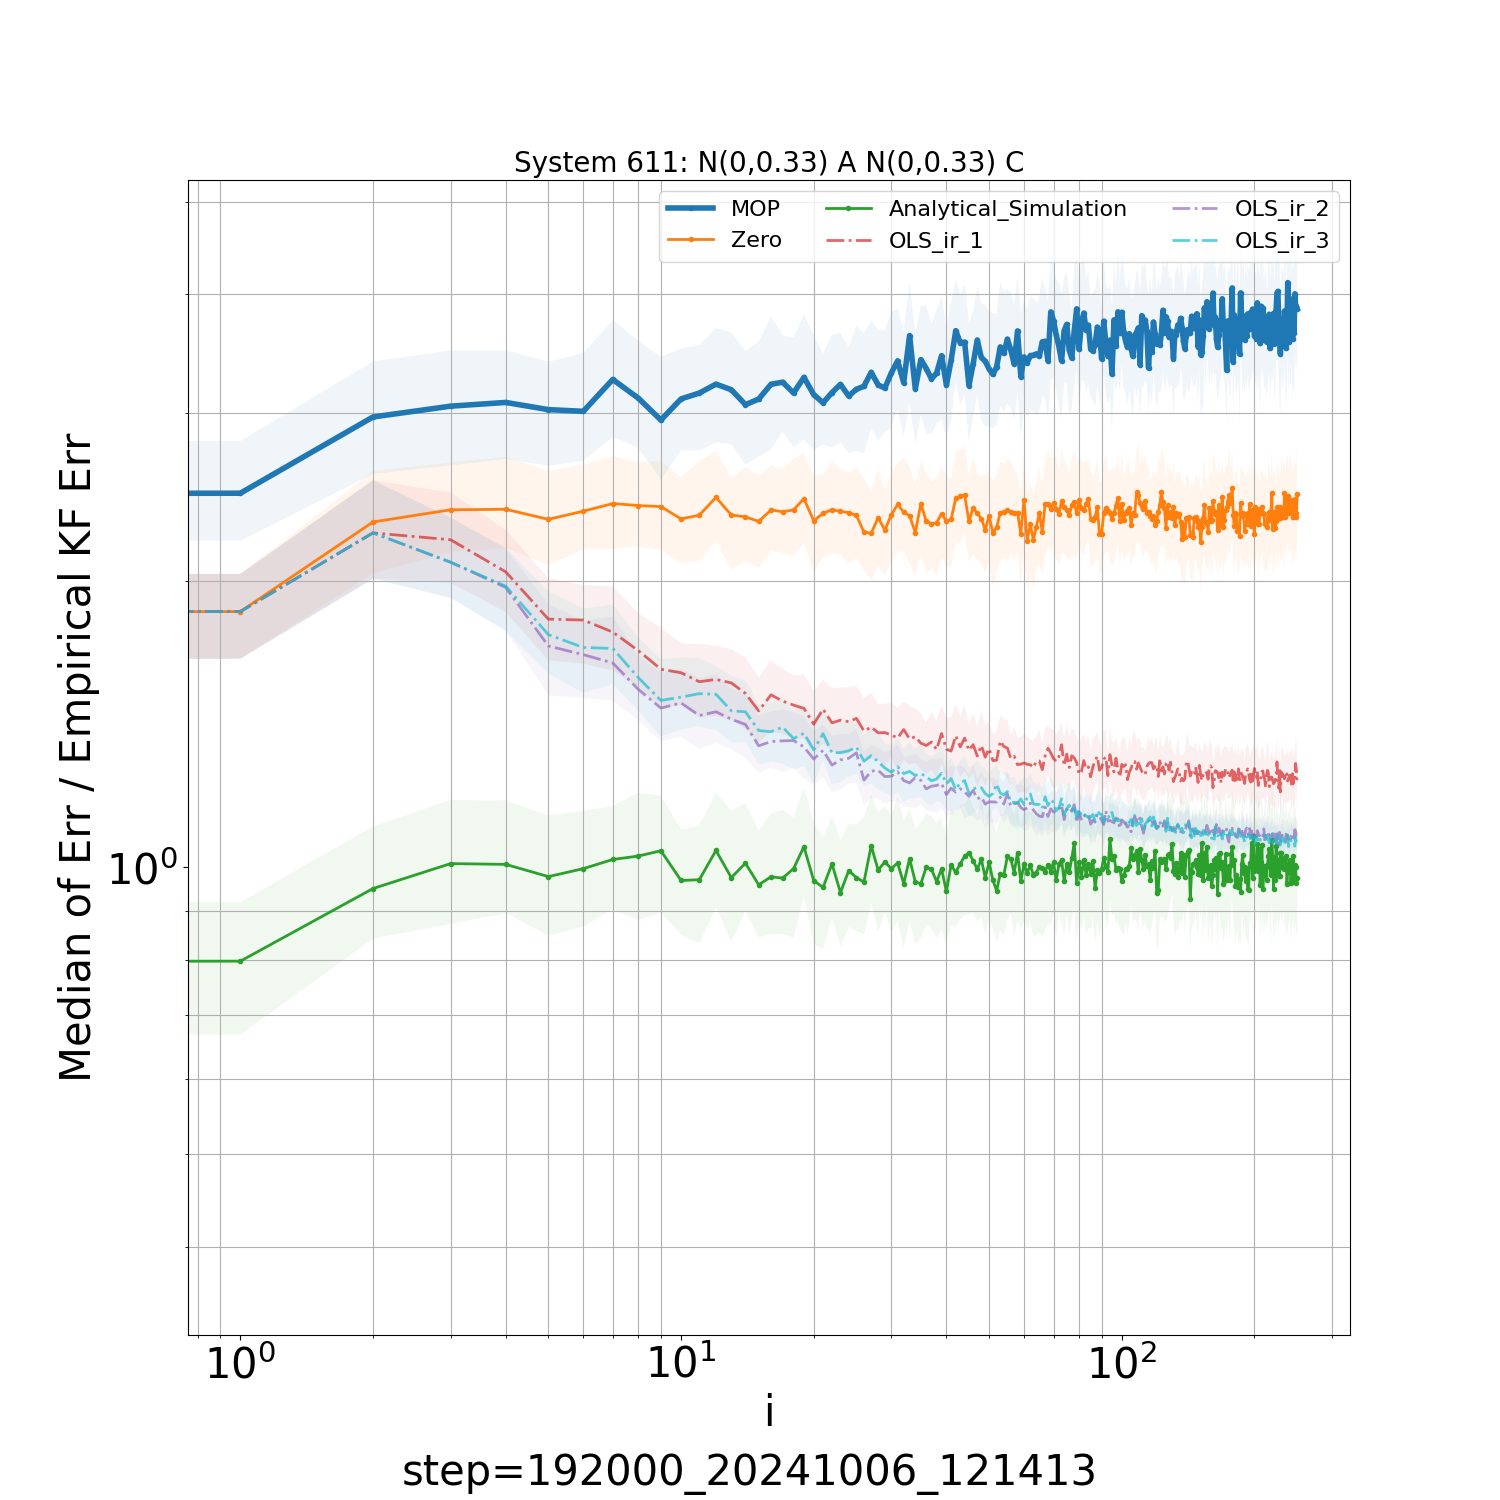 System 611: N(0,0.33) A N(0,0.33) C
MOP
Zero
Analytical_Simulation
OLS_ir_1
OLS_ir_2
OLS_ir_3
Median of Err / Empirical KF Err
10⁰
10⁰ 10¹ 10²
i
step=192000_20241006_121413